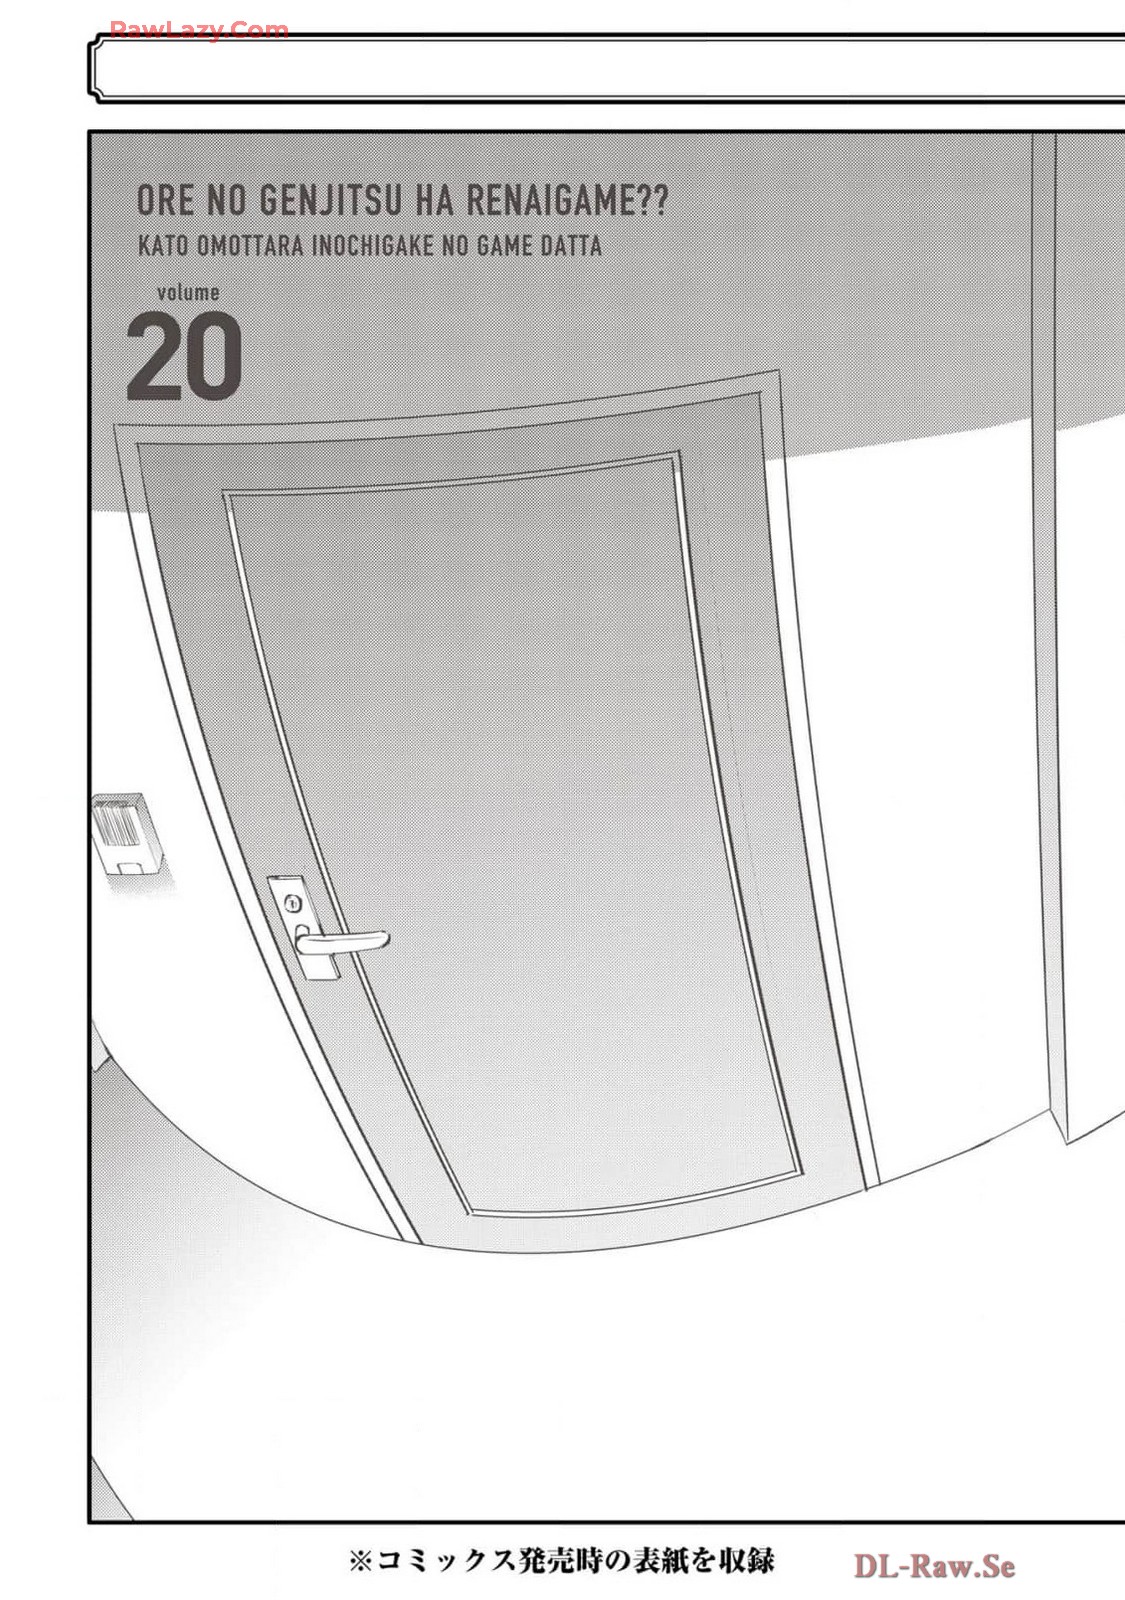 RawLazy.Com
ORE NO GENJITSU HA RENAIGAME??
KATO OMOTTARA INOCHIGAKE NO GAME DATTA
volume
20
※コミックス発売時の表紙を収録
DL-Raw.Se